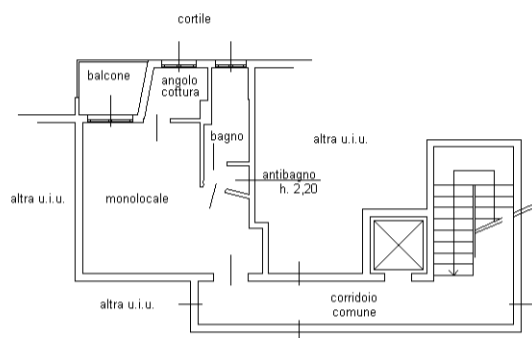 cortile
balcone
angolo
cottura
bagno
altra u.i.u.
antibagno
h. 2,20
altra u.i.u.
monolocale
altra u.i.u.
corridoio
comune